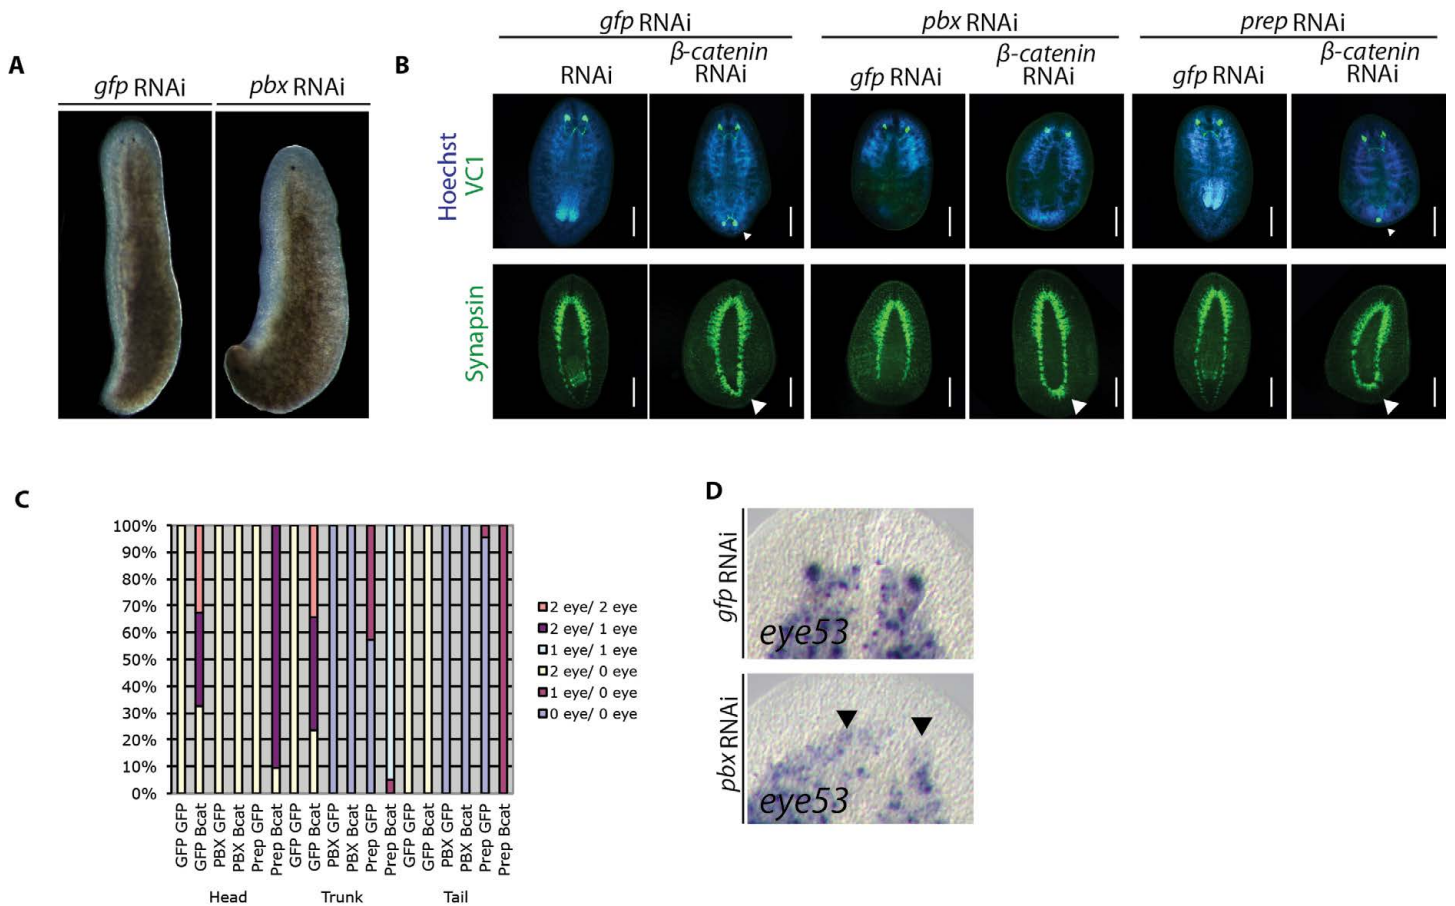 A
gfp RNAi
pbx RNAi
B
gfp RNAi
pbx RNAi
prep RNAi
RNAi
β-catenin
RNAi
gfp RNAi
β-catenin
RNAi
gfp RNAi
β-catenin
RNAi
Hoechst
VC1
Synapsin
C
100%
90%
80%
70%
60%
50%
40%
30%
20%
10%
0%
2 eye/ 2 eye
2 eye/ 1 eye
1 eye/ 1 eye
2 eye/ 0 eye
1 eye/ 0 eye
0 eye/ 0 eye
GFP GFP
GFP Bcat
PBX GFP
PBX Bcat
Prep GFP
Prep Bcat
GFP GFP
GFP Bcat
PBX GFP
PBX Bcat
Prep GFP
Prep Bcat
GFP GFP
GFP Bcat
PBX GFP
PBX Bcat
Prep GFP
Prep Bcat
Head
Trunk
Tail
D
gfp RNAi
eye53
pbx RNAi
eye53